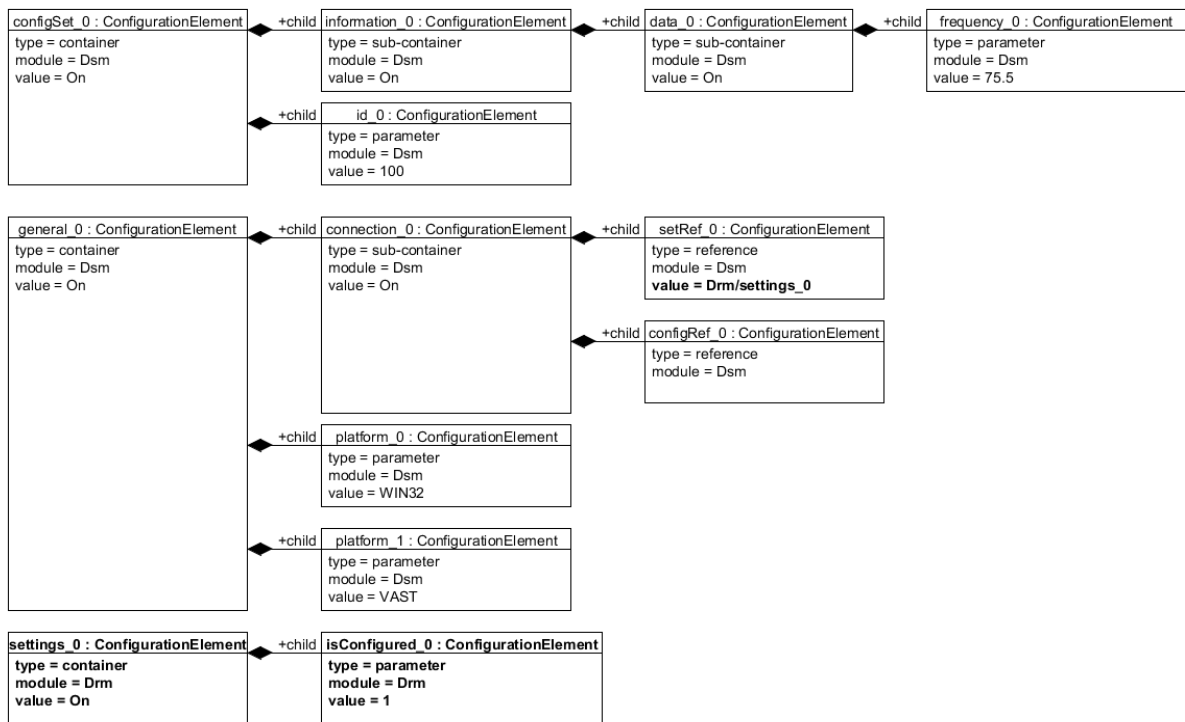 configSet_0 : ConfigurationElement
type = container
module = Dsm
value = On
+child
information_0 : ConfigurationElement
type = sub-container
module = Dsm
value = On
+child
data_0 : ConfigurationElement
type = sub-container
module = Dsm
value = On
+child
frequency_0 : ConfigurationElement
type = parameter
module = Dsm
value = 75.5
+child
id_0 : ConfigurationElement
type = parameter
module = Dsm
value = 100
general_0 : ConfigurationElement
type = container
module = Dsm
value = On
+child
connection_0 : ConfigurationElement
type = sub-container
module = Dsm
value = On
+child
setRef_0 : ConfigurationElement
type = reference
module = Dsm
value = Drm/settings_0
+child
configRef_0 : ConfigurationElement
type = reference
module = Dsm
+child
platform_0 : ConfigurationElement
type = parameter
module = Dsm
value = WIN32
+child
platform_1 : ConfigurationElement
type = parameter
module = Dsm
value = VAST
settings_0 : ConfigurationElement
type = container
module = Drm
value = On
+child
isConfigured_0 : ConfigurationElement
type = parameter
module = Drm
value = 1